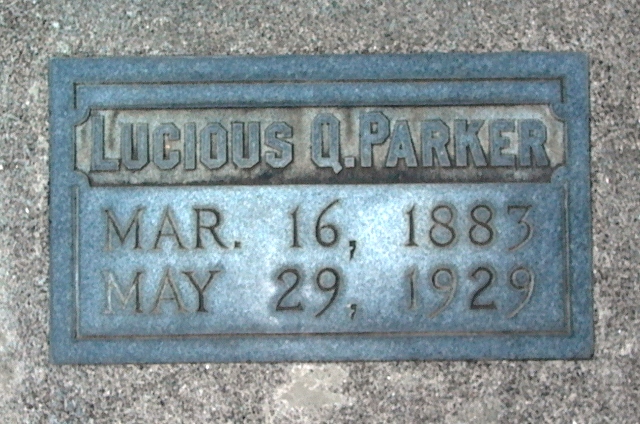 LUCIOUS Q. PARKER
MAR. 16, 1883
MAY 29, 1929